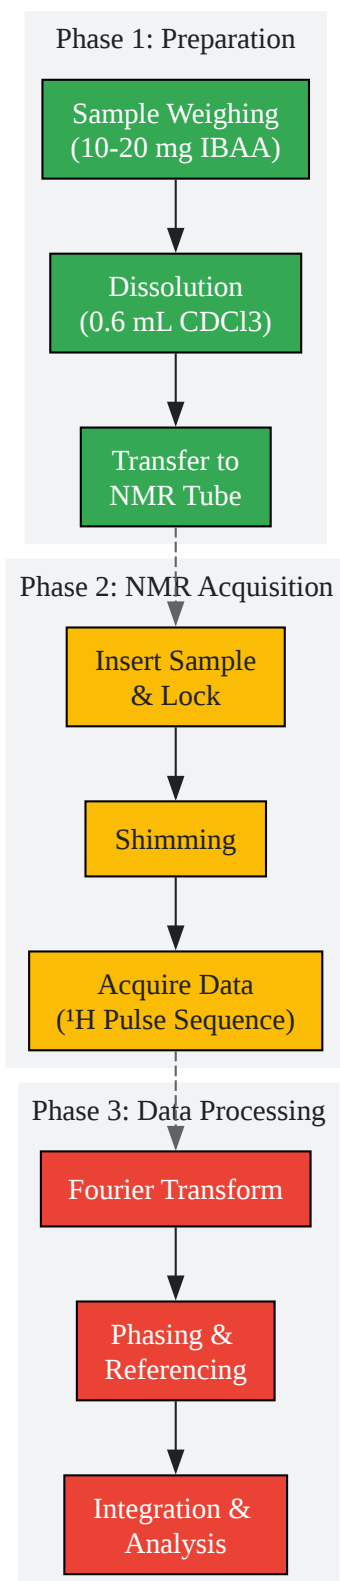 Phase 1: Preparation
Sample Weighing
(10-20 mg IBAA)
Dissolution
(0.6 mL CDCl3)
Transfer to
NMR Tube
Phase 2: NMR Acquisition
Insert Sample
& Lock
Shimming
Acquire Data
(¹H Pulse Sequence)
Phase 3: Data Processing
Fourier Transform
Phasing &
Referencing
Integration &
Analysis